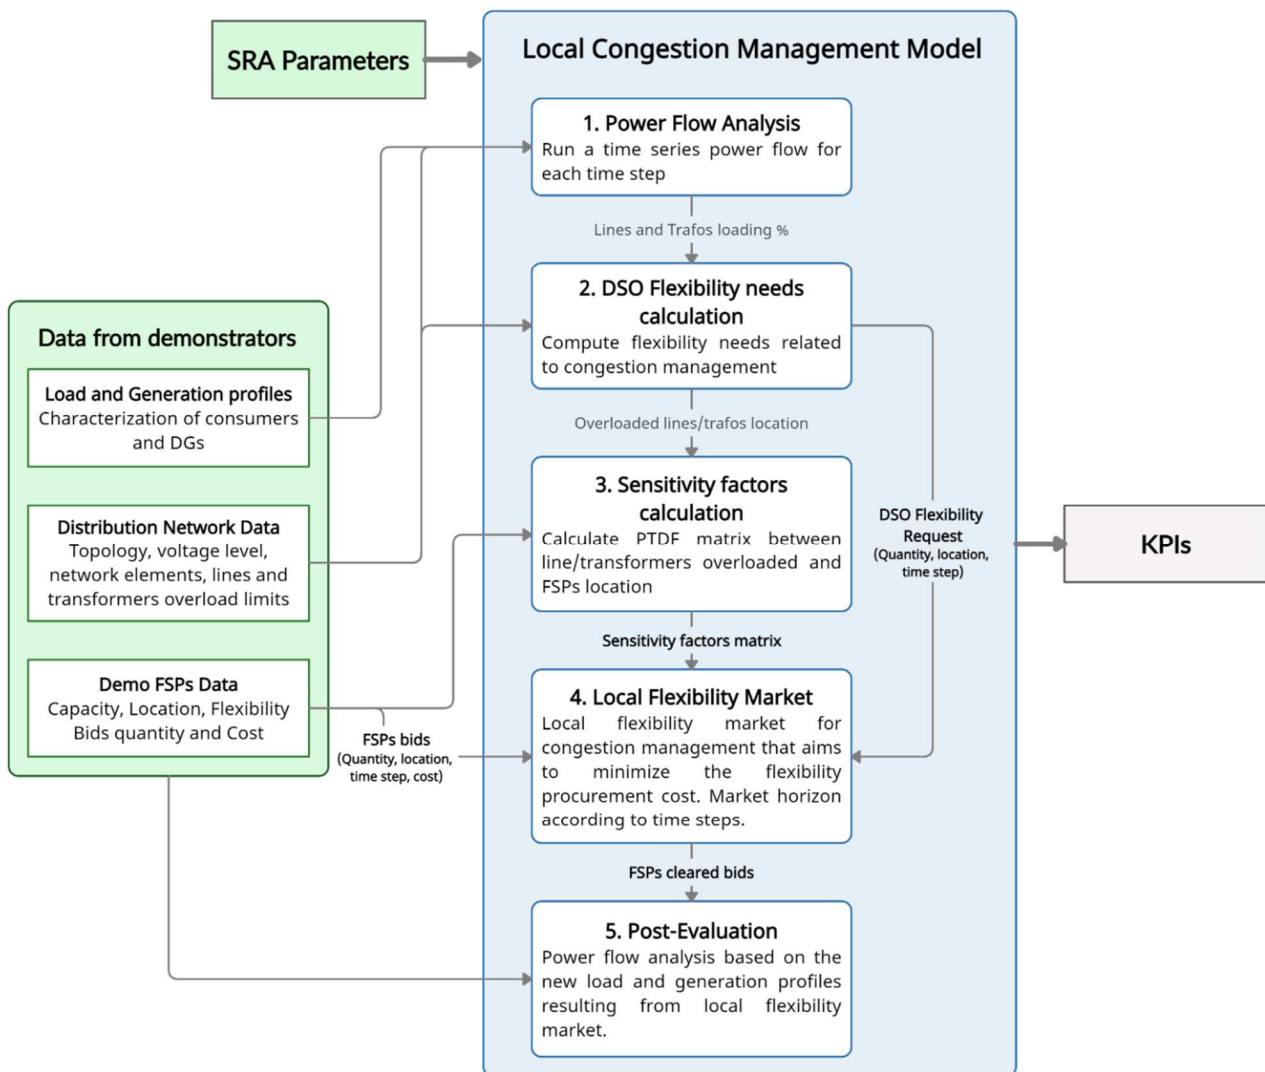 SRA Parameters
Local Congestion Management Model
1. Power Flow Analysis
Run a time series power flow for
each time step
Lines and Trafos loading %
2. DSO Flexibility needs
calculation
Compute flexibility needs related
to congestion management
Overloaded lines/trafos location
3. Sensitivity factors
calculation
Calculate PTDF matrix between
line/transformers overloaded and
FSPs location
Sensitivity factors matrix
4. Local Flexibility Market
Local flexibility market for
congestion management that aims
to minimize the flexibility
procurement cost. Market horizon
according to time steps.
FSPs cleared bids
5. Post-Evaluation
Power flow analysis based on the
new load and generation profiles
resulting from local flexibility
market.
Data from demonstrators
Load and Generation profiles
Characterization of consumers
and DGs
Distribution Network Data
Topology, voltage level,
network elements, lines and
transformers overload limits
Demo FSPs Data
Capacity, Location, Flexibility
Bids quantity and Cost
FSPs bids
(Quantity, location,
time step, cost)
DSO Flexibility
Request
(Quantity, location,
time step)
KPIs